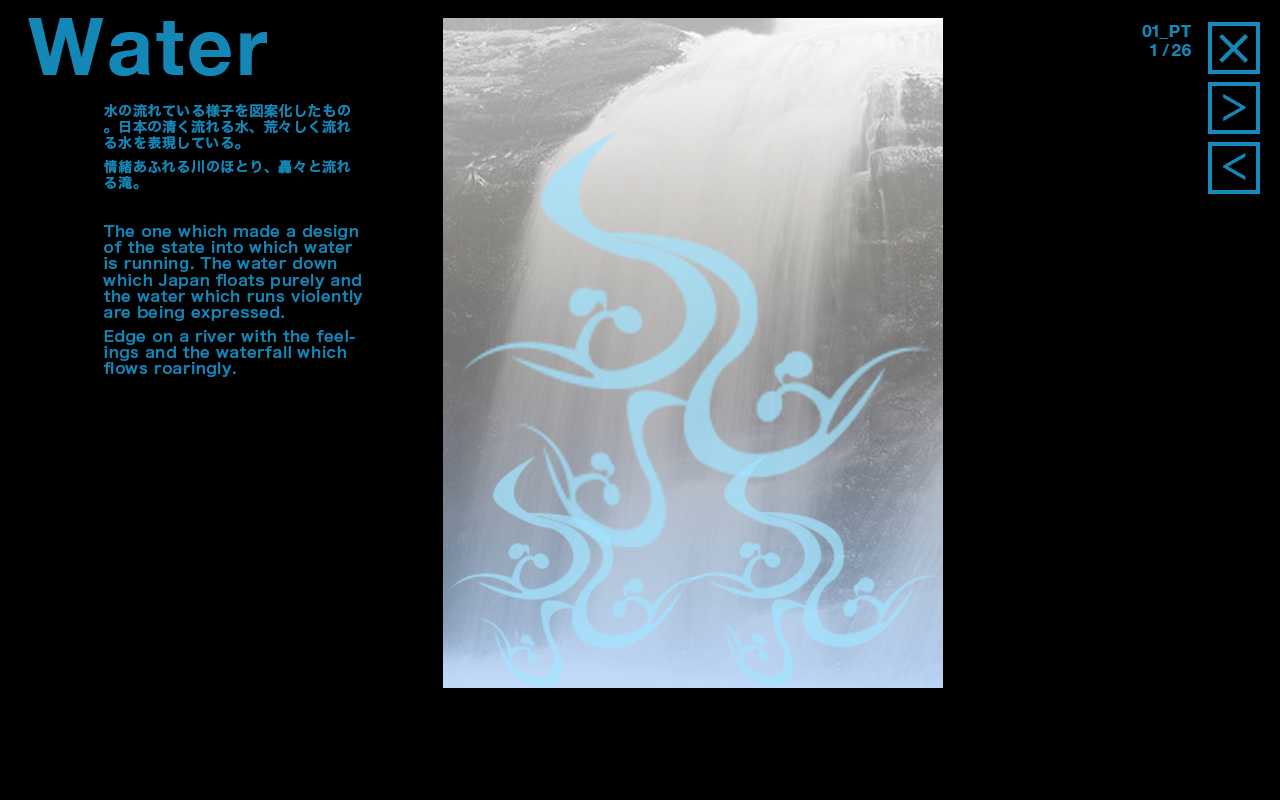 Water
水の流れている様子を図案化したもの
。日本の清く流れる水、荒々しく流れ
る水を表現している。
情緒あふれる川のほとり、轟々と流れ
る滝。
The one which made a design
of the state into which water
is running. The water down
which Japan floats purely and
the water which runs violently
are being expressed.
Edge on a river with the feel-
ings and the waterfall which
flows roaringly.
01_PT
1 / 26